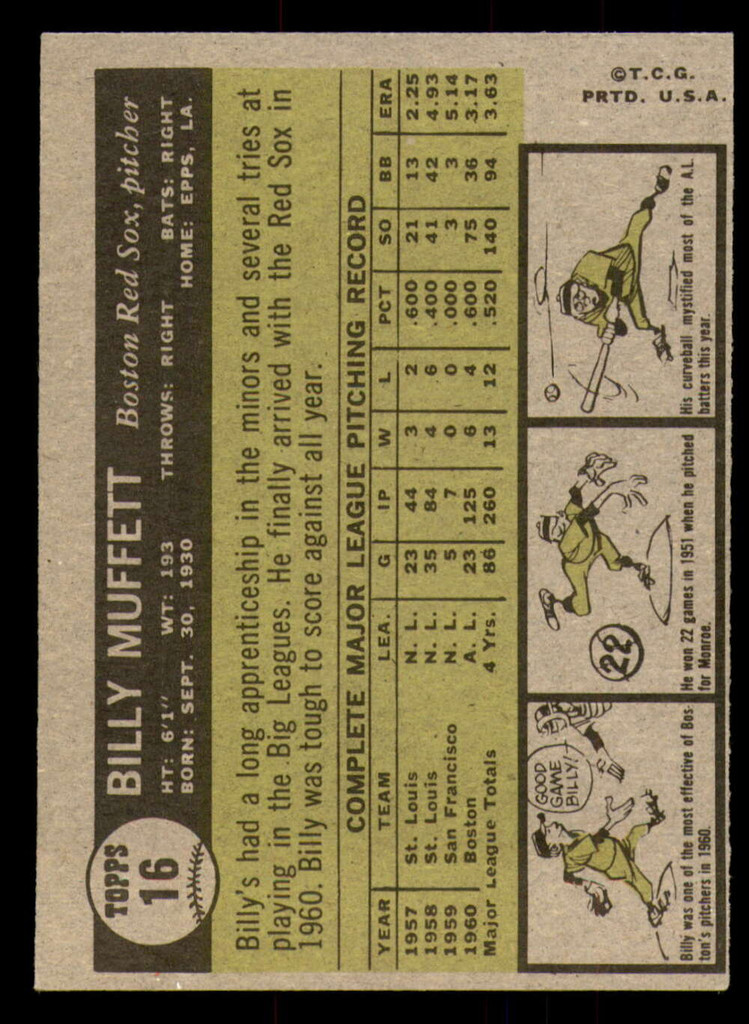 TOPPS
16
BILLY MUFFETT Boston Red Sox, pitcher
HT: 6'1" WT: 193 THROWS: RIGHT BATS: RIGHT
BORN: SEPT. 30, 1930 HOME: EPPS, LA.
Billy's had a long apprenticeship in the minors and several tries at
playing in the Big Leagues. He finally arrived with the Red Sox in
1960. Billy was tough to score against all year.
COMPLETE MAJOR LEAGUE PITCHING RECORD
YEAR TEAM LEA. G IP W L PCT SO BB ERA
1957 St. Louis N. L. 23 44 3 2 .600 21 13 2.25
1958 St. Louis N. L. 35 84 4 6 .400 41 42 4.93
1959 San Francisco N. L. 5 7 0 0 .000 3 3 5.14
1960 Boston A. L. 23 125 6 4 .600 75 36 3.17
Major League Totals 4 Yrs. 86 260 13 12 .520 140 94 3.63
GOOD
GAME
BILLY!
Billy was one of the most effective of Bos-
ton's pitchers in 1960.
22
He won 22 games in 1951 when he pitched
for Monroe.
His curveball mystified most of the A.L.
batters this year.
©T.C.G.
PRTD. U.S.A.